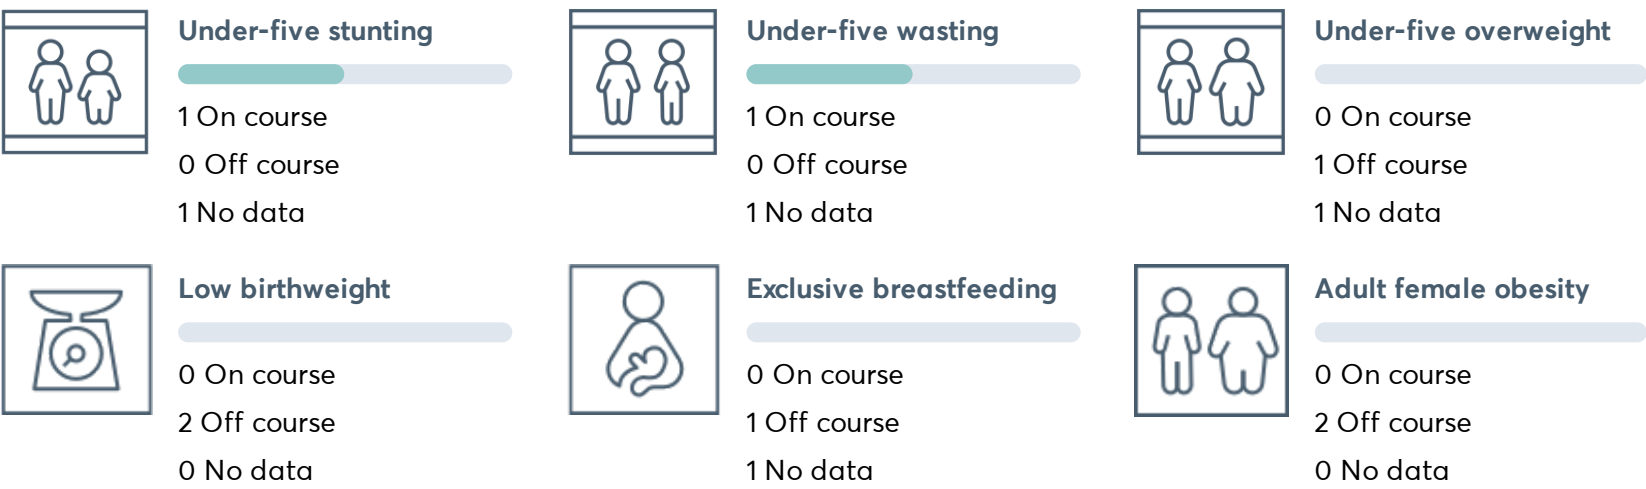 Under-five stunting
1 On course
0 Off course
1 No data
Under-five wasting
1 On course
0 Off course
1 No data
Under-five overweight
0 On course
1 Off course
1 No data
Low birthweight
0 On course
2 Off course
0 No data
Exclusive breastfeeding
0 On course
1 Off course
1 No data
Adult female obesity
0 On course
2 Off course
0 No data